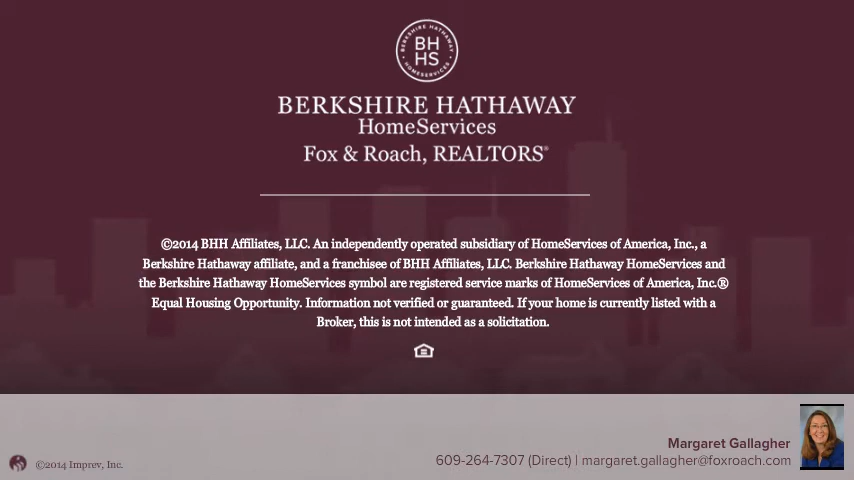 BERKSHIRE HATHAWAY
BH
HS
HOMESERVICES
BERKSHIRE HATHAWAY
HomeServices
Fox & Roach, REALTORS®
©2014 BHH Affiliates, LLC. An independently operated subsidiary of HomeServices of America, Inc., a
Berkshire Hathaway affiliate, and a franchisee of BHH Affiliates, LLC. Berkshire Hathaway HomeServices and
the Berkshire Hathaway HomeServices symbol are registered service marks of HomeServices of America, Inc.®
Equal Housing Opportunity. Information not verified or guaranteed. If your home is currently listed with a
Broker, this is not intended as a solicitation.
Margaret Gallagher
609-264-7307 (Direct) | margaret.gallagher@foxroach.com
©2014 Imprev, Inc.